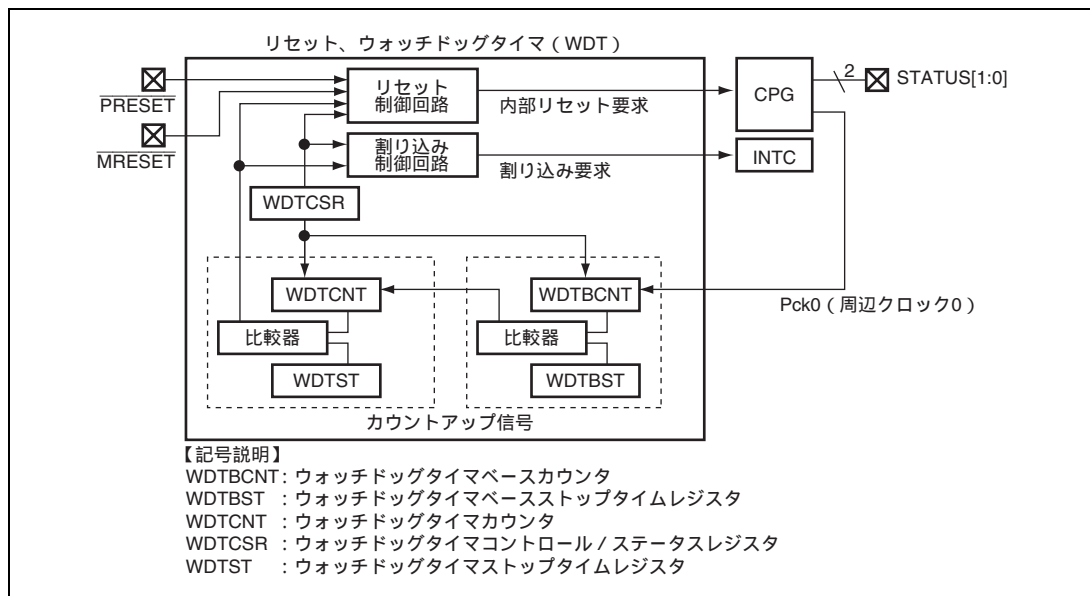 リセット、ウォッチドッグタイマ（WDT）
PRESET
MRESET
リセット
制御回路
内部リセット要求
CPG
2
STATUS[1:0]
割り込み
制御回路
割り込み要求
INTC
WDTCSR
WDTCNT
WDTBCNT
Pck0（周辺クロック0）
比較器
比較器
WDTST
WDTBST
カウントアップ信号
【記号説明】
WDTBCNT：ウォッチドッグタイマベースカウンタ
WDTBST ：ウォッチドッグタイマベースストップタイムレジスタ
WDTCNT ：ウォッチドッグタイマカウンタ
WDTCSR ：ウォッチドッグタイマコントロール / ステータスレジスタ
WDTST ：ウォッチドッグタイマストップタイムレジスタ